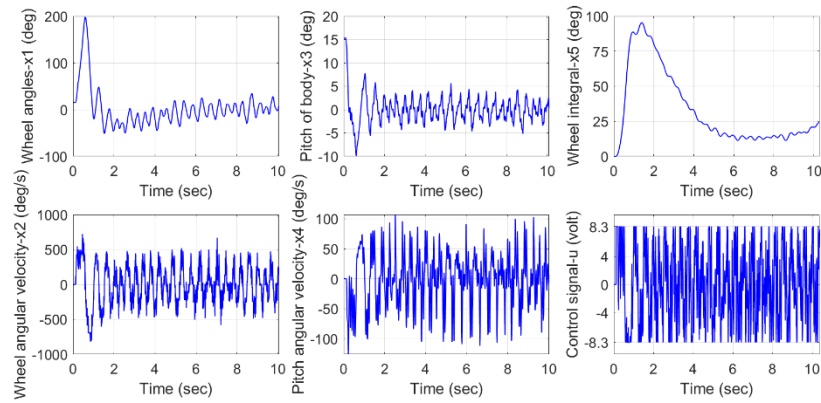 Wheel angles-x1 (deg)
200
100
0
-100
0 2 4 6 8 10
Time (sec)
Pitch of body-x3 (deg)
20
15
10
5
0
-5
-10
0 2 4 6 8 10
Time (sec)
Wheel integral-x5 (deg)
100
75
50
25
0
0 2 4 6 8 10
Time (sec)
Wheel angular velocity-x2 (deg/s)
1000
500
0
-500
-1000
0 2 4 6 8 10
Time (sec)
Pitch angular velocity-x4 (deg/s)
100
50
0
-50
-100
0 2 4 6 8 10
Time (sec)
Control signal-u (volt)
8.3
4
0
-4
-8.3
0 2 4 6 8 10
Time (sec)